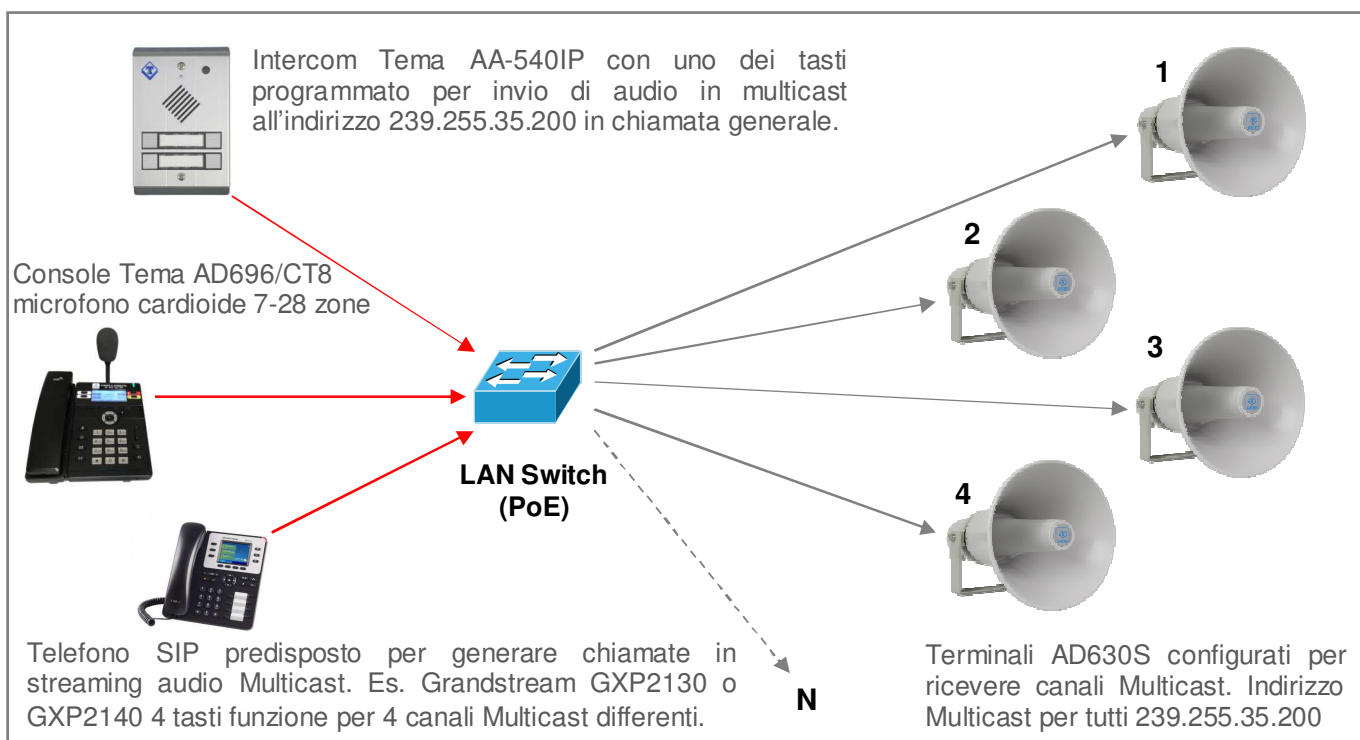 Intercom Tema AA-540IP con uno dei tasti
programmato per invio di audio in multicast
all'indirizzo 239.255.35.200 in chiamata generale.
1
2
Console Tema AD696/CT8
microfono cardioide 7-28 zone
3
LAN Switch
(PoE)
4
Telefono SIP predisposto per generare chiamate in
streaming audio Multicast. Es. Grandstream GXP2130 o
GXP2140 4 tasti funzione per 4 canali Multicast differenti.
N
Terminali AD630S configurati per
ricevere canali Multicast. Indirizzo
Multicast per tutti 239.255.35.200